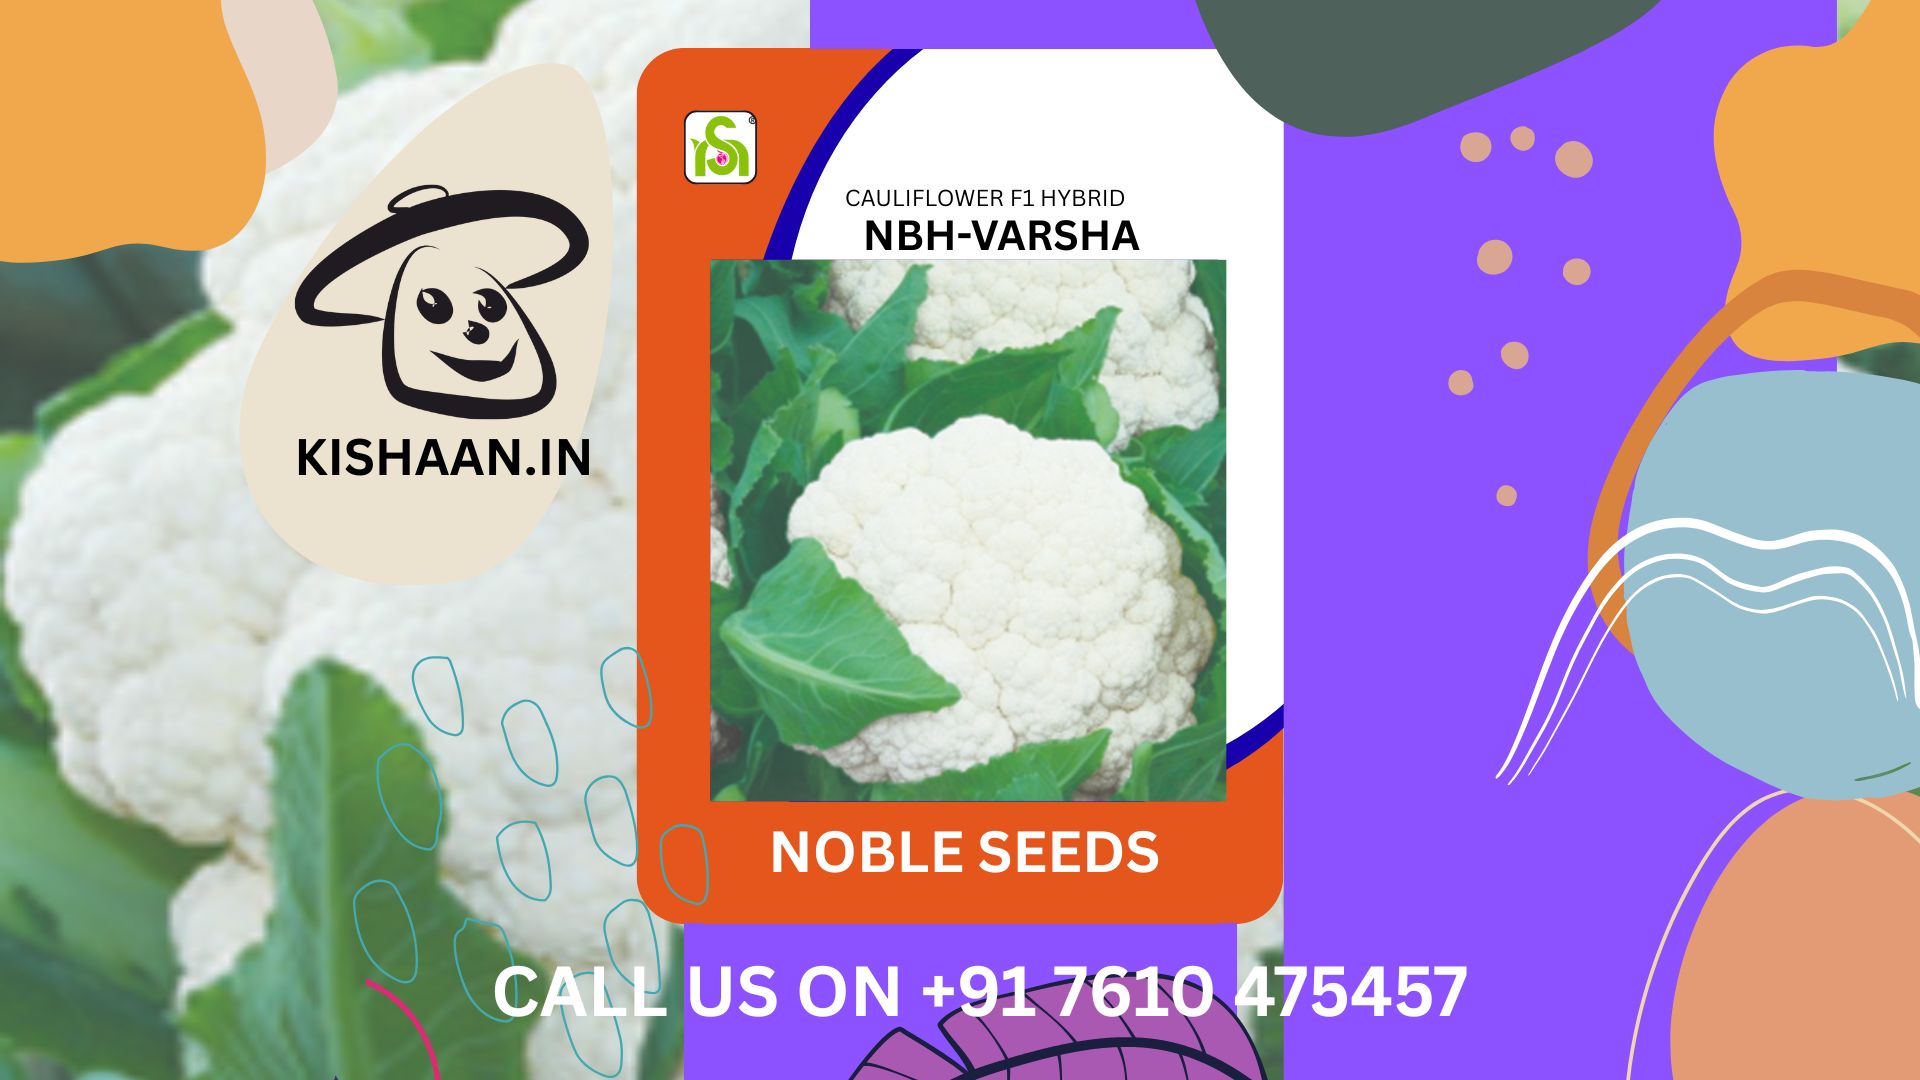 KISHAAN.IN
CAULIFLOWER F1 HYBRID
NBH-VARSHA
NOBLE SEEDS
CALL US ON +91 7610 475457